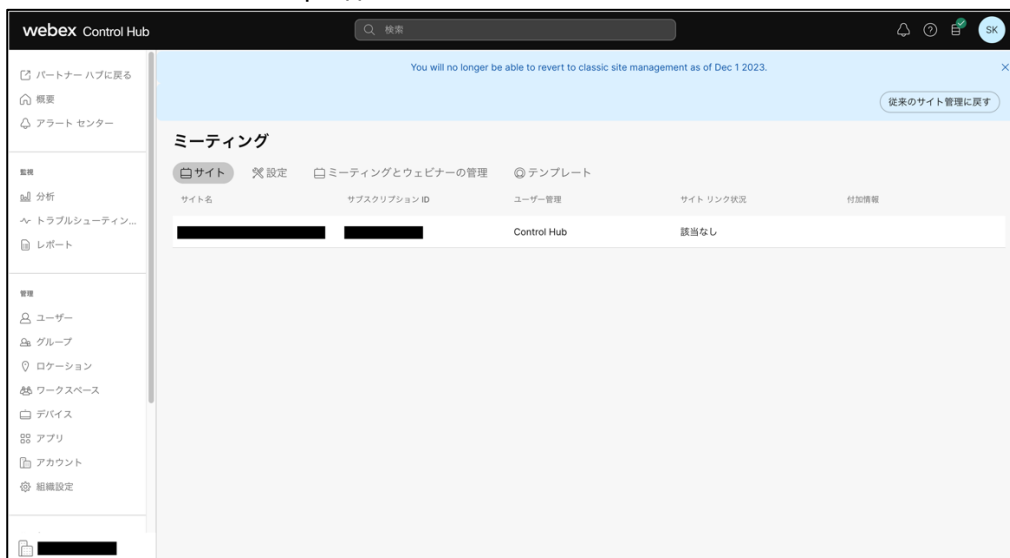 webex Control Hub
検索
SK
You will no longer be able to revert to classic site management as of Dec 1 2023.
従来のサイト管理に戻す
パートナー ハブに戻る
概要
アラート センター
監視
分析
トラブルシューティン...
レポート
管理
ユーザー
グループ
ロケーション
ワークスペース
デバイス
アプリ
アカウント
組織設定
ミーティング
サイト
設定
ミーティングとウェビナーの管理
テンプレート
サイト名 サブスクリプション ID ユーザー管理 サイト リンク状況 付加情報
Control Hub 該当なし